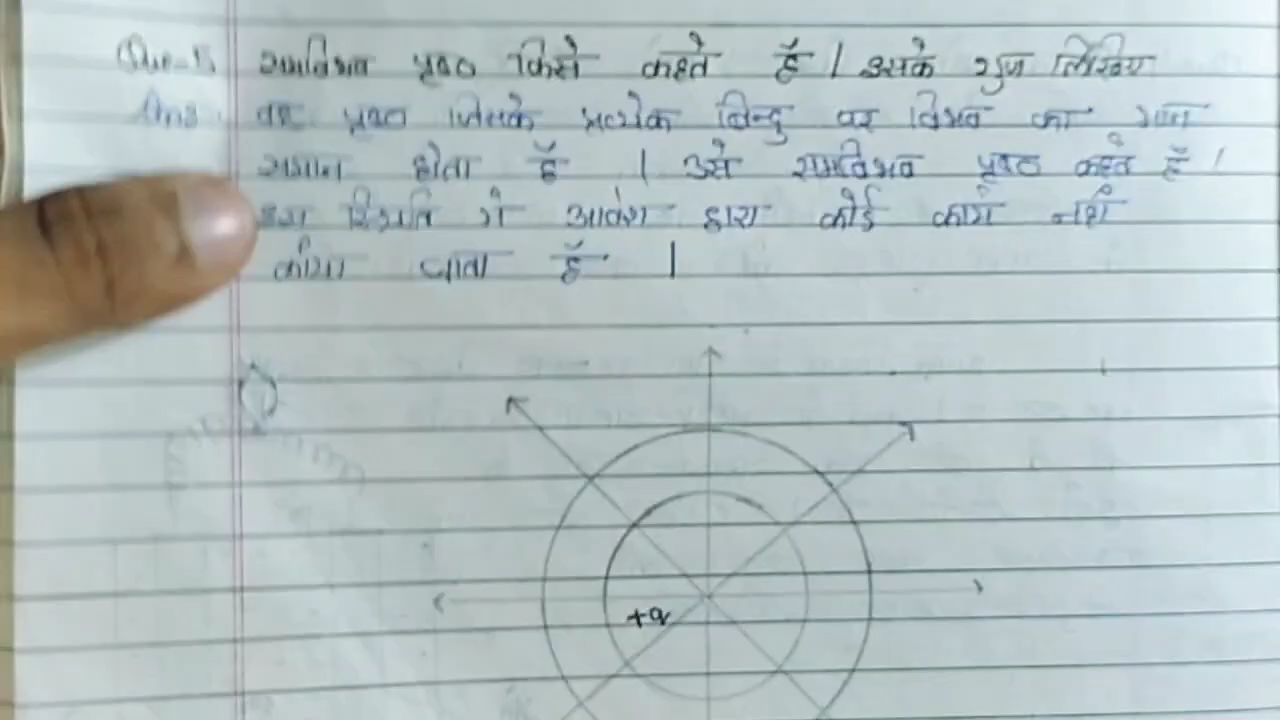 Que-5. समविभव पृष्ठ किसे कहते हैं | उसके गुण लिखिए
Ans. वह पृष्ठ जिसके प्रत्येक बिन्दु पर विभव का मान
समान होता हैं | उसे समविभव पृष्ठ कहते हैं |
इस स्थिति में आवेश द्वारा कोई कार्य नहीं
कीया जाता हैं |
+q